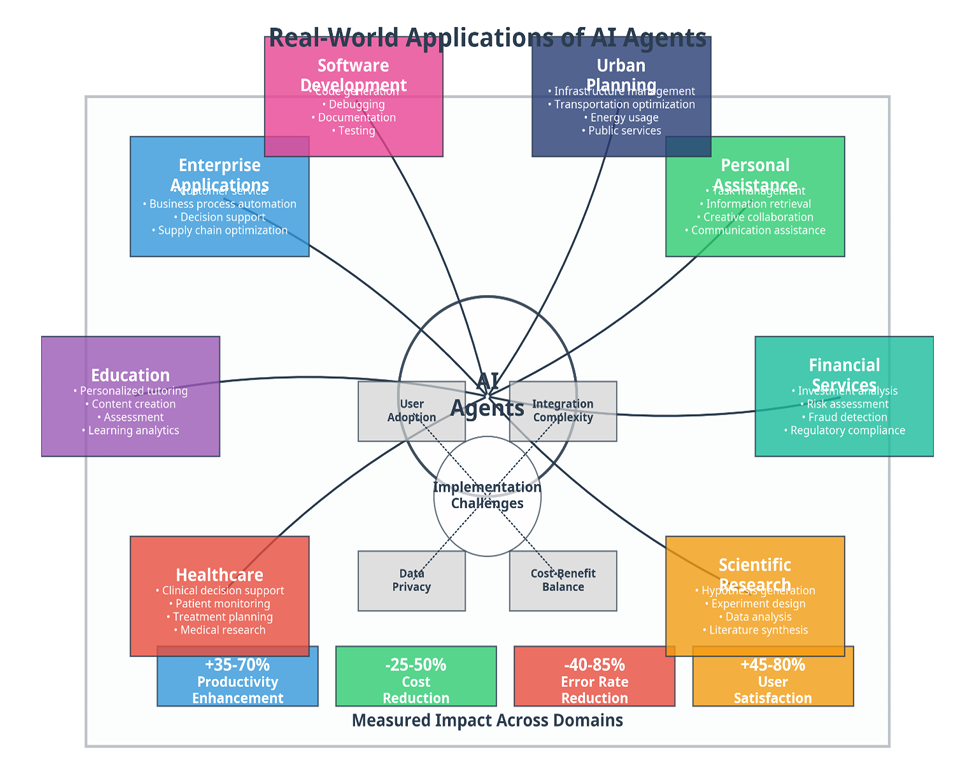 Real-World Applications of AI Agents
Software
Development
• Code generation
• Debugging
• Documentation
• Testing
Urban
Planning
• Infrastructure management
• Transportation optimization
• Energy usage
• Public services
Enterprise
Applications
• Customer service
• Business process automation
• Decision support
• Supply chain optimization
Personal
Assistance
• Task management
• Information retrieval
• Creative collaboration
• Communication assistance
Education
• Personalized tutoring
• Content creation
• Assessment
• Learning analytics
AI
Agents
User
Adoption
Integration
Complexity
Financial
Services
• Investment analysis
• Risk assessment
• Fraud detection
• Regulatory compliance
Implementation
Challenges
Data
Privacy
Cost-Benefit
Balance
Healthcare
• Clinical decision support
• Patient monitoring
• Treatment planning
• Medical research
Scientific
Research
• Hypothesis generation
• Experiment design
• Data analysis
• Literature synthesis
+35-70%
Productivity
Enhancement
-25-50%
Cost
Reduction
-40-85%
Error Rate
Reduction
+45-80%
User
Satisfaction
Measured Impact Across Domains